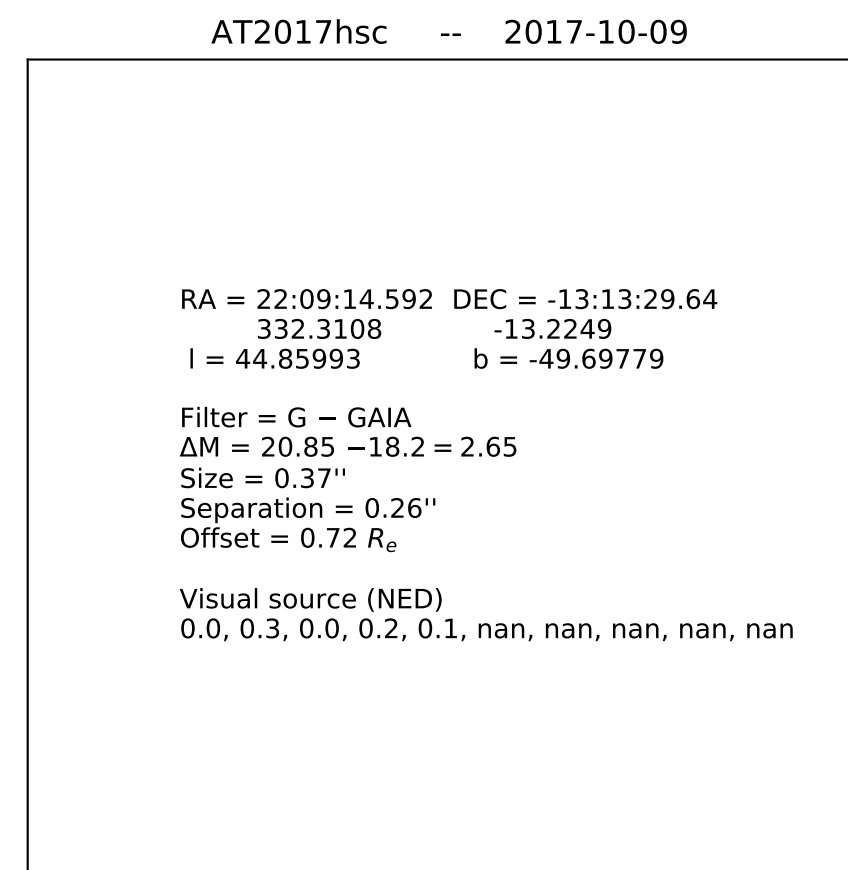 AT2017hsc -- 2017-10-09
RA = 22:09:14.592 DEC = -13:13:29.64
332.3108 -13.2249
l = 44.85993 b = -49.69779
Filter = G − GAIA
ΔM = 20.85 −18.2 = 2.65
Size = 0.37''
Separation = 0.26''
Offset = 0.72 Rₑ
Visual source (NED)
0.0, 0.3, 0.0, 0.2, 0.1, nan, nan, nan, nan, nan